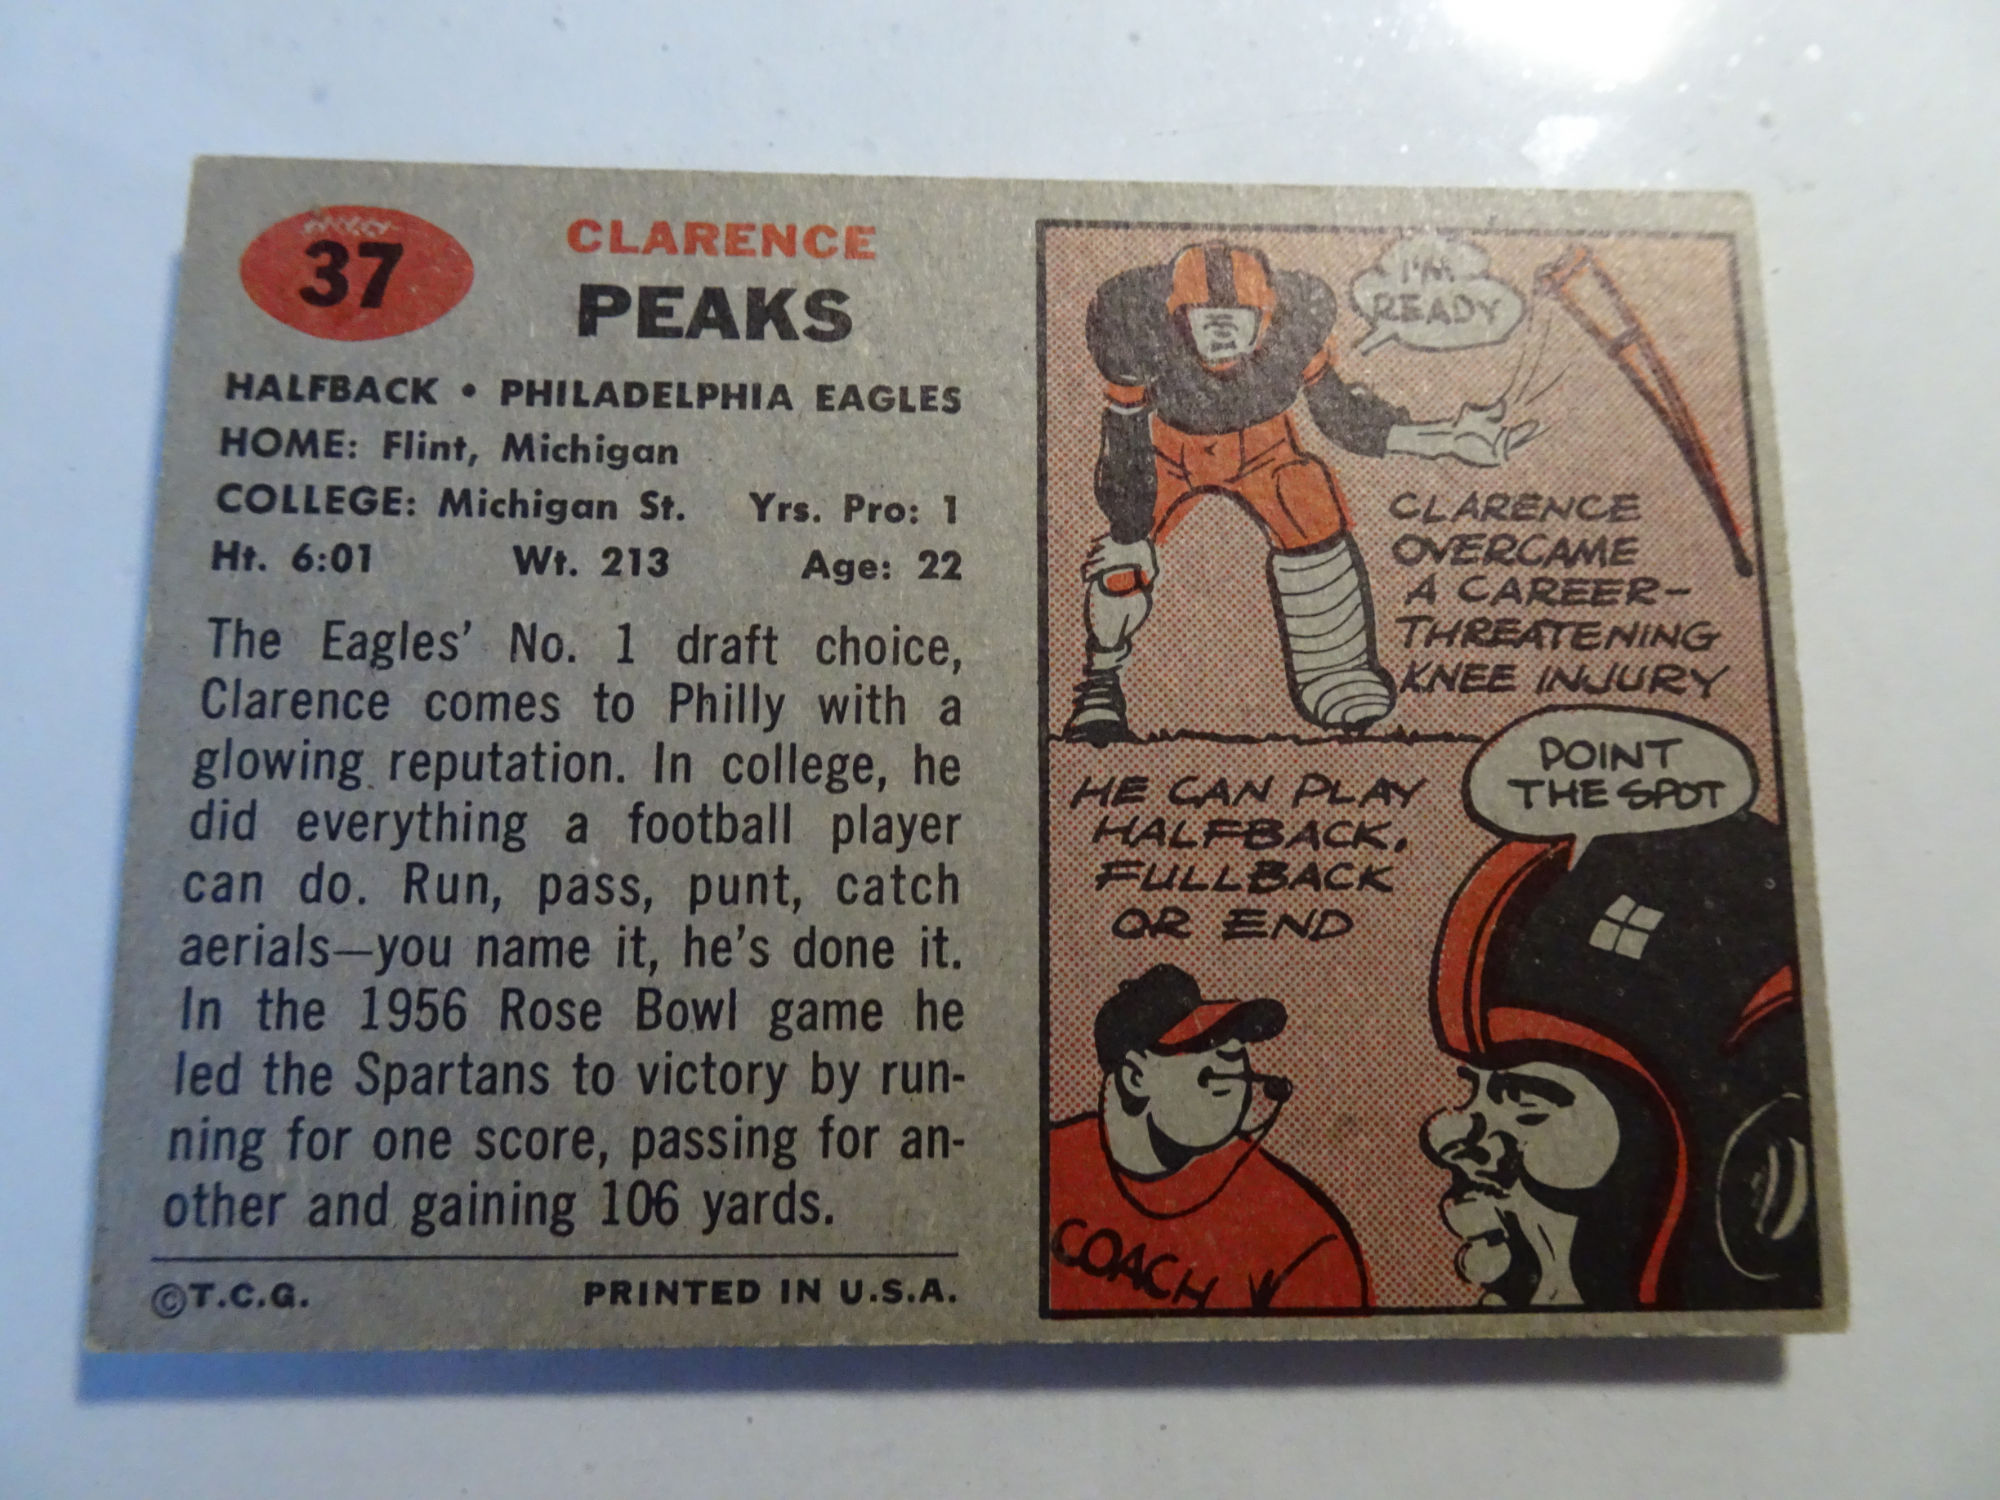 37
CLARENCE
PEAKS
HALFBACK • PHILADELPHIA EAGLES
HOME: Flint, Michigan
COLLEGE: Michigan St. Yrs. Pro: 1
Ht. 6:01 Wt. 213 Age: 22
The Eagles' No. 1 draft choice,
Clarence comes to Philly with a
glowing reputation. In college, he
did everything a football player
can do. Run, pass, punt, catch
aerials—you name it, he's done it.
In the 1956 Rose Bowl game he
led the Spartans to victory by run-
ning for one score, passing for an-
other and gaining 106 yards.
©T.C.G. PRINTED IN U.S.A.
I'M
READY
CLARENCE
OVERCAME
A CAREER-
THREATENING
KNEE INJURY
HE CAN PLAY
HALFBACK,
FULLBACK
OR END
POINT
THE SPOT
COACH